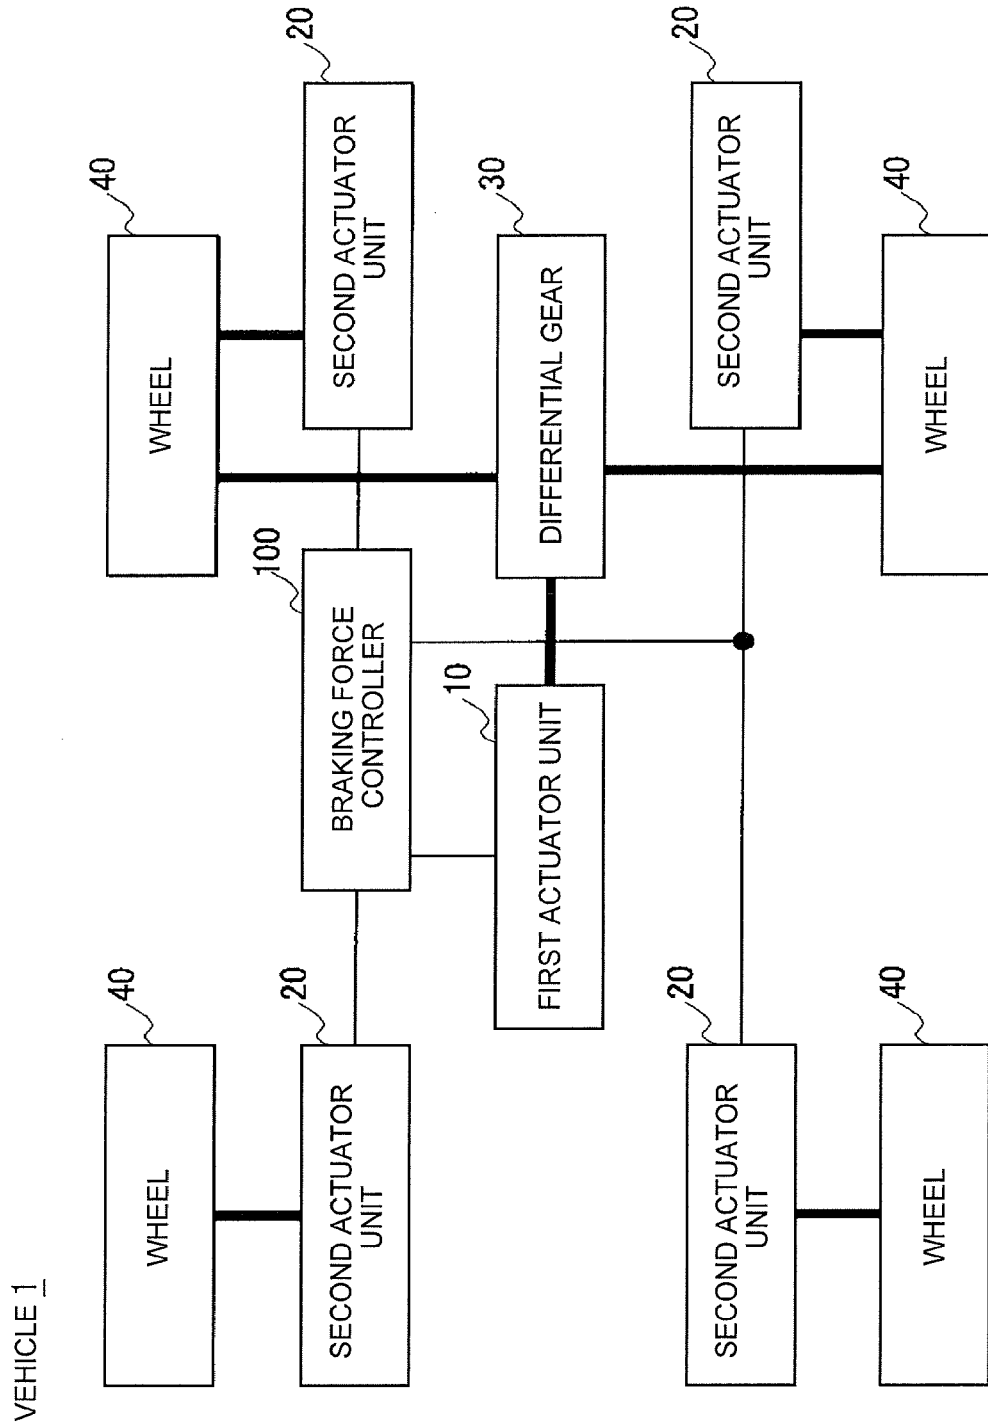 VEHICLE 1
40
40
WHEEL
WHEEL
20
100
20
SECOND ACTUATOR
UNIT
BRAKING FORCE
CONTROLLER
SECOND ACTUATOR
UNIT
10
30
FIRST ACTUATOR UNIT
DIFFERENTIAL GEAR
20
20
SECOND ACTUATOR
UNIT
SECOND ACTUATOR
UNIT
40
40
WHEEL
WHEEL